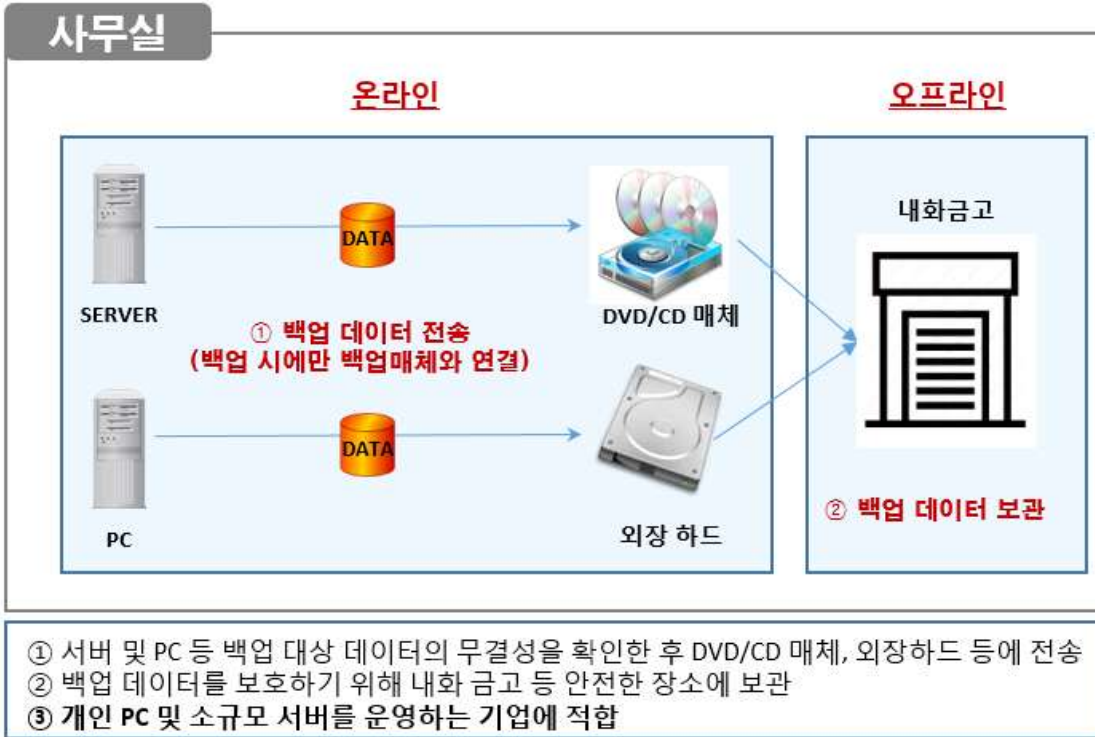 사무실
온라인
오프라인
내화금고
DATA
SERVER
DVD/CD 매체
① 백업 데이터 전송
(백업 시에만 백업매체와 연결)
DATA
② 백업 데이터 보관
PC
외장 하드
① 서버 및 PC 등 백업 대상 데이터의 무결성을 확인한 후 DVD/CD 매체, 외장하드 등에 전송
② 백업 데이터를 보호하기 위해 내화 금고 등 안전한 장소에 보관
③ 개인 PC 및 소규모 서버를 운영하는 기업에 적합